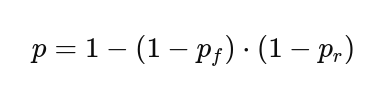 p = 1 − (1 − p_f) · (1 − p_r)